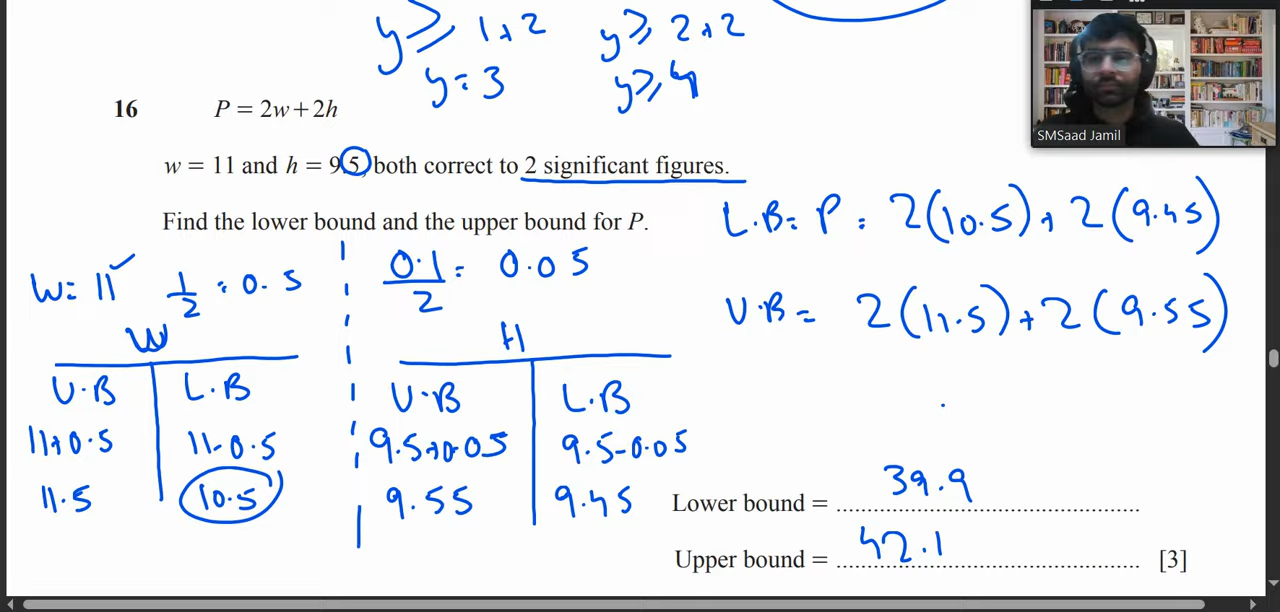 y ⩾ 1+2 y ⩾ 2+2
y = 3 y ⩾ 4
SMSaad Jamil
16 P = 2w + 2h
w = 11 and h = 9.5, both correct to 2 significant figures.
Find the lower bound and the upper bound for P.
L.B = P = 2(10.5) + 2(9.45)
W = 11 ✓ 1/2 = 0.5 0.1/2 = 0.05
U.B = 2(11.5) + 2(9.55)
W H
U.B L.B U.B L.B
11+0.5 11-0.5 9.5+0.05 9.5-0.05
11.5 10.5 9.55 9.45
Lower bound = 39.9
Upper bound = 42.1 [3]